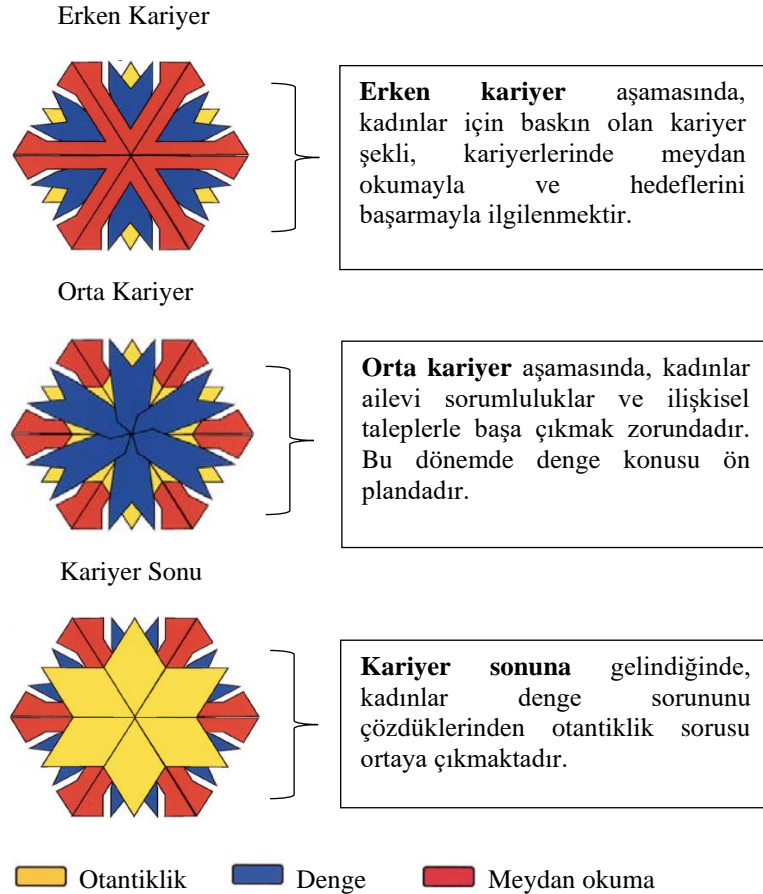 Erken Kariyer
Erken kariyer aşamasında,
kadınlar için baskın olan kariyer
şekli, kariyerlerinde meydan
okumayla ve hedeflerini
başarmayla ilgilenmektir.
Orta Kariyer
Orta kariyer aşamasında, kadınlar
ailevi sorumluluklar ve ilişkisel
taleplerle başa çıkmak zorundadır.
Bu dönemde denge konusu ön
plandadır.
Kariyer Sonu
Kariyer sonuna gelindiğinde,
kadınlar denge sorununu
çözdüklerinden otantiklik sorusu
ortaya çıkmaktadır.
Otantiklik Denge Meydan okuma